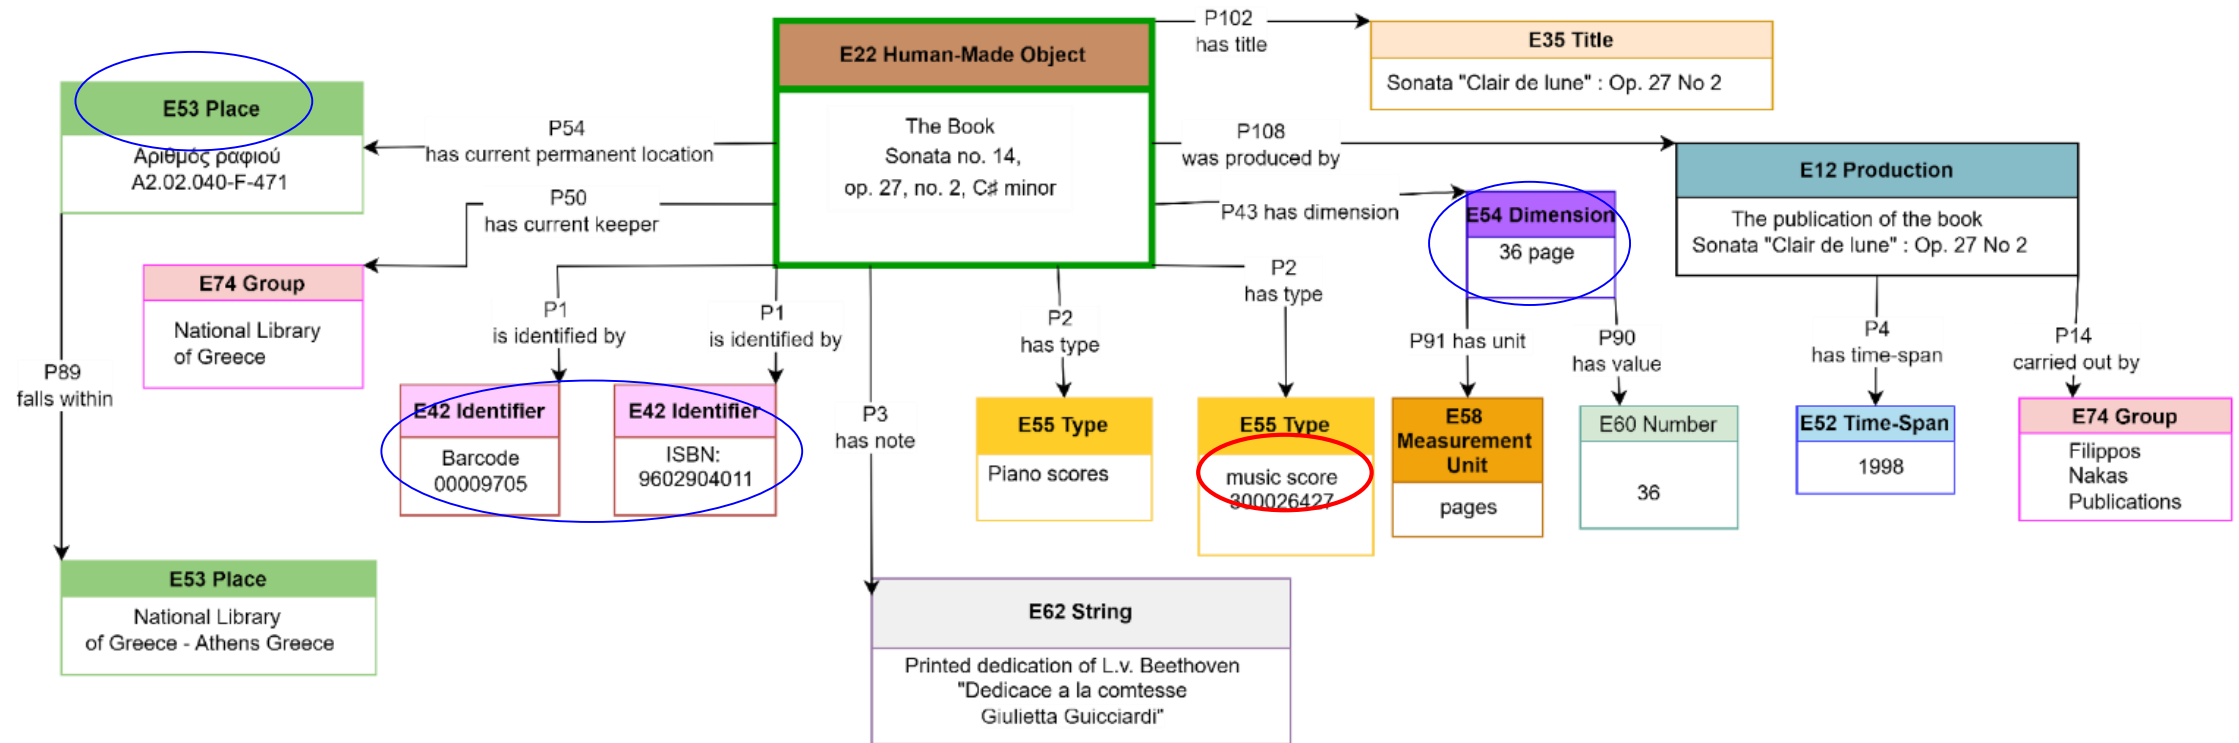 P102
has title
E35 Title
Sonata "Clair de lune" : Op. 27 No 2
E22 Human-Made Object
The Book
Sonata no. 14,
op. 27, no. 2, C♯ minor
E53 Place
Αριθμός ραφιού
A2.02.040-F-471
P54
has current permanent location
P108
was produced by
E12 Production
The publication of the book
Sonata "Clair de lune" : Op. 27 No 2
P50
has current keeper
P43 has dimension
E54 Dimension
36 page
E74 Group
National Library
of Greece
P1
is identified by
P1
is identified by
P2
has type
P2
has type
P91 has unit
P90
has value
P4
has time-span
P14
carried out by
P89
falls within
E42 Identifier
Barcode
00009705
E42 Identifier
ISBN:
9602904011
P3
has note
E55 Type
Piano scores
E55 Type
music score
300026427
E58
Measurement
Unit
pages
E60 Number
36
E52 Time-Span
1998
E74 Group
Filippos
Nakas
Publications
E53 Place
National Library
of Greece - Athens Greece
E62 String
Printed dedication of L.v. Beethoven
"Dedicace a la comtesse
Giulietta Guicciardi"